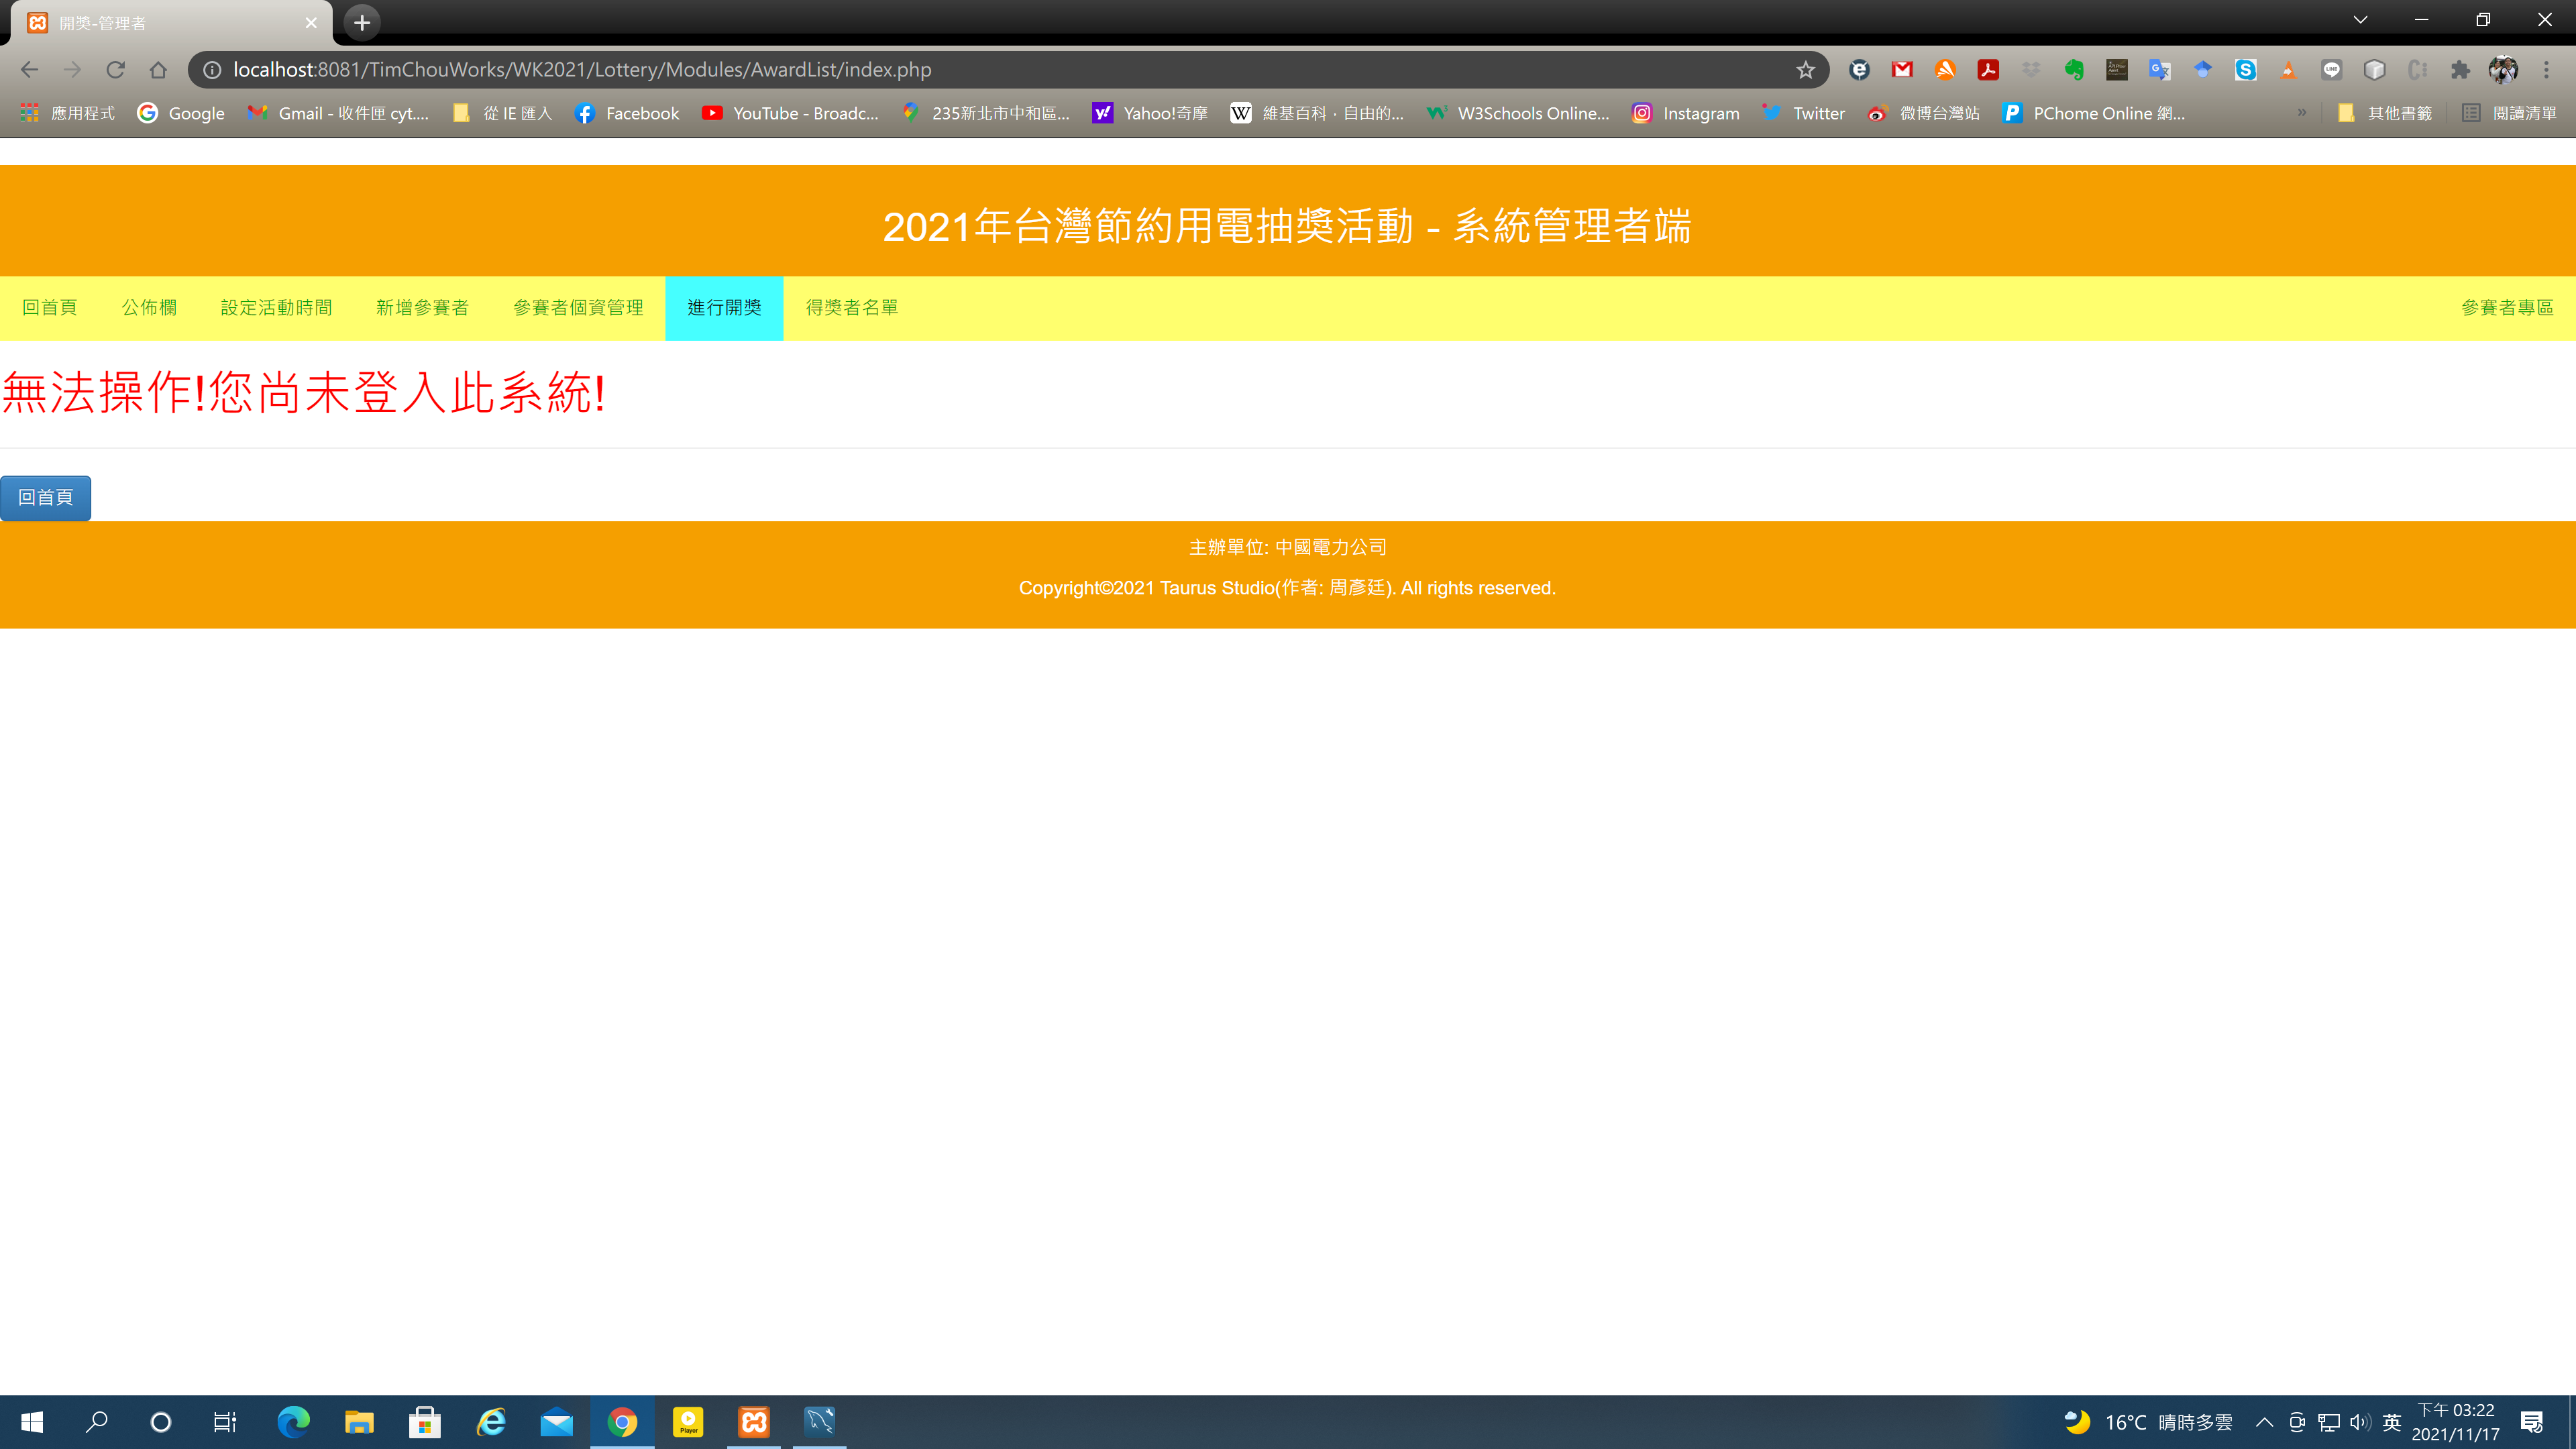 開獎-管理者
localhost:8081/TimChouWorks/WK2021/Lottery/Modules/AwardList/index.php
應用程式 Google Gmail - 收件匣 cyt.... 從 IE 匯入 Facebook YouTube - Broadc... 235新北市中和區... Yahoo!奇摩 維基百科，自由的... W3Schools Online... Instagram Twitter 微博台灣站 PChome Online 網... » 其他書籤 閱讀清單
2021年台灣節約用電抽獎活動 - 系統管理者端
回首頁 公佈欄 設定活動時間 新增參賽者 參賽者個資管理 進行開獎 得獎者名單 參賽者專區
無法操作!您尚未登入此系統!
回首頁
主辦單位: 中國電力公司
Copyright©2021 Taurus Studio(作者: 周彥廷). All rights reserved.
Player
16°C 晴時多雲 英 下午 03:22
2021/11/17